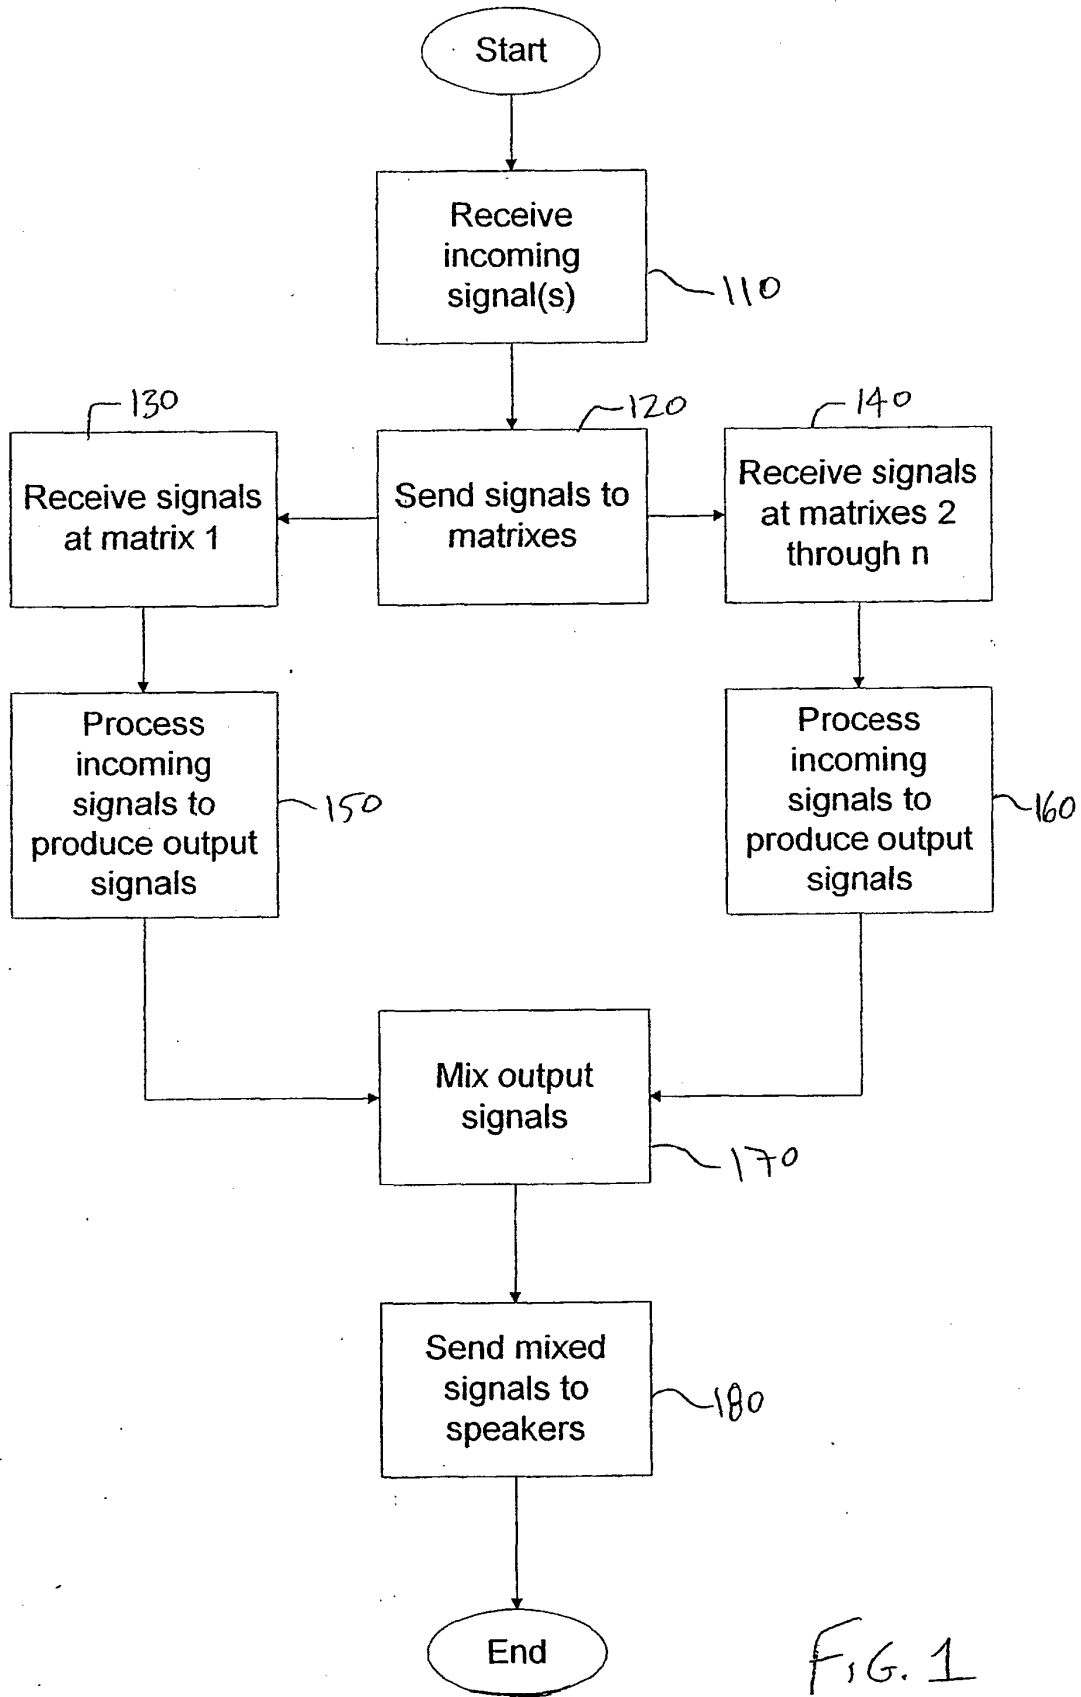 Start
Receive
incoming
signal(s)
110
130
120
140
Receive signals
at matrix 1
Send signals to
matrixes
Receive signals
at matrixes 2
through n
Process
incoming
signals to
produce output
signals
150
Process
incoming
signals to
produce output
signals
160
Mix output
signals
170
Send mixed
signals to
speakers
180
End
FIG. 1